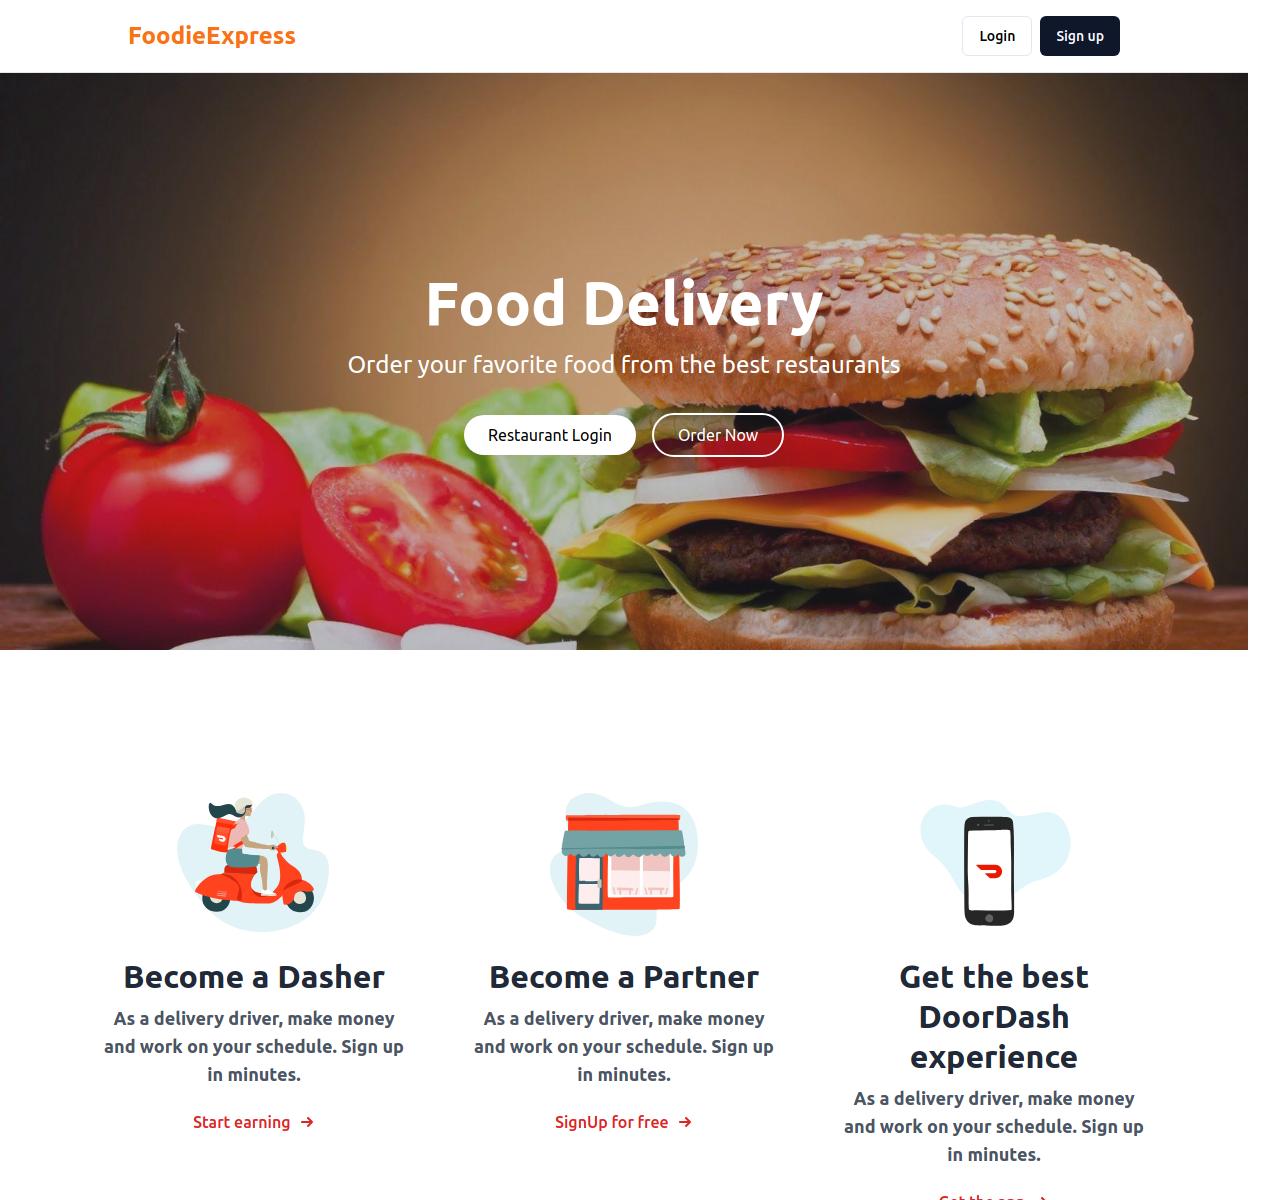 FoodieExpress
Login
Sign up
Food Delivery
Order your favorite food from the best restaurants
Restaurant Login
Order Now
Become a Dasher
As a delivery driver, make money
and work on your schedule. Sign up
in minutes.
Start earning
Become a Partner
As a delivery driver, make money
and work on your schedule. Sign up
in minutes.
SignUp for free
Get the best
DoorDash
experience
As a delivery driver, make money
and work on your schedule. Sign up
in minutes.
Get the app